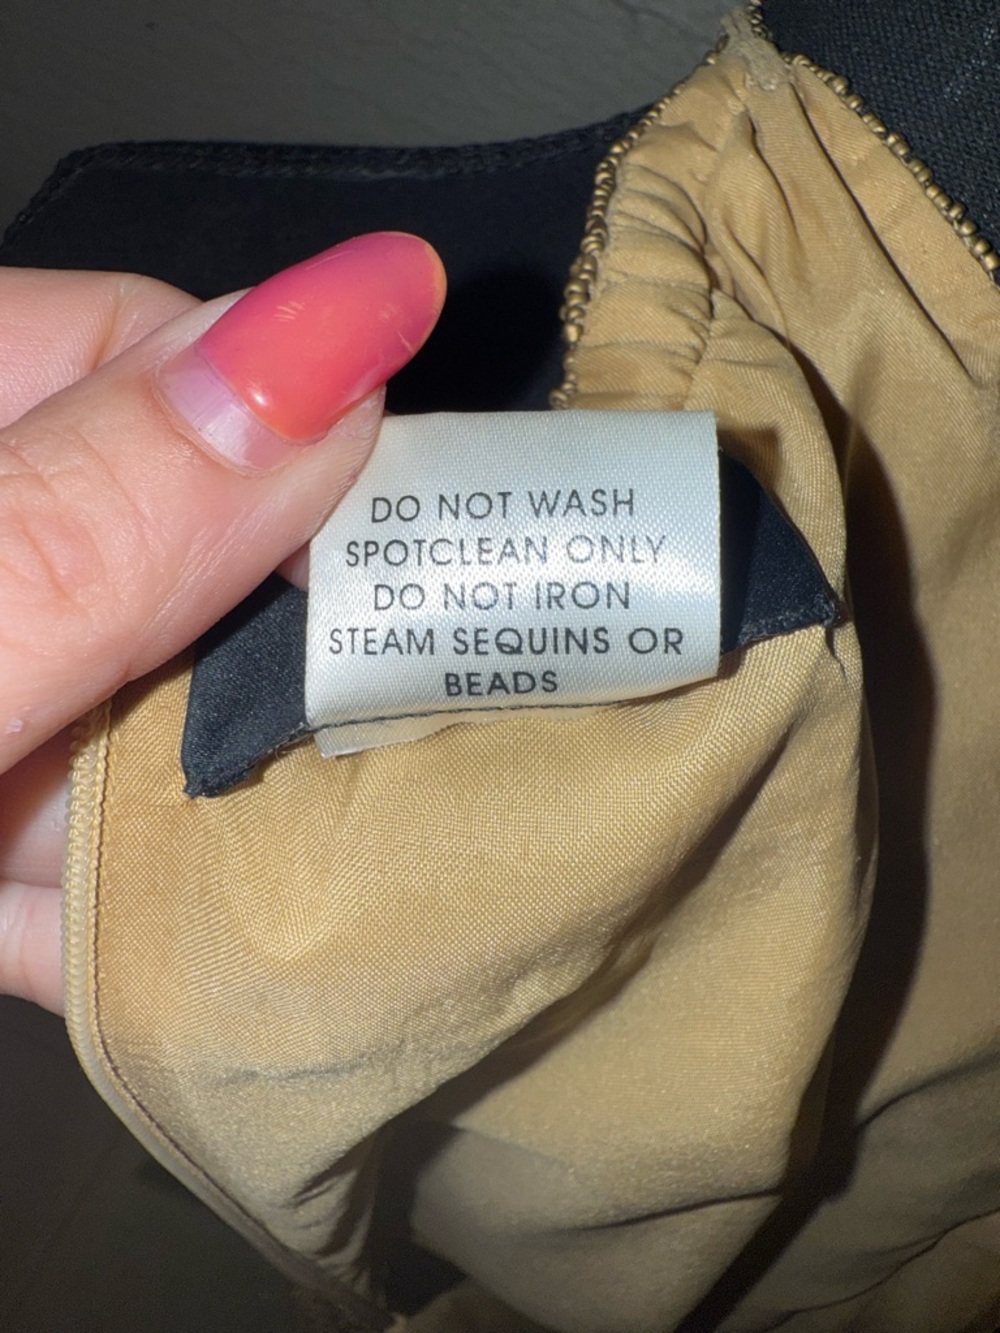 DO NOT WASH
SPOTCLEAN ONLY
DO NOT IRON
STEAM SEQUINS OR
BEADS